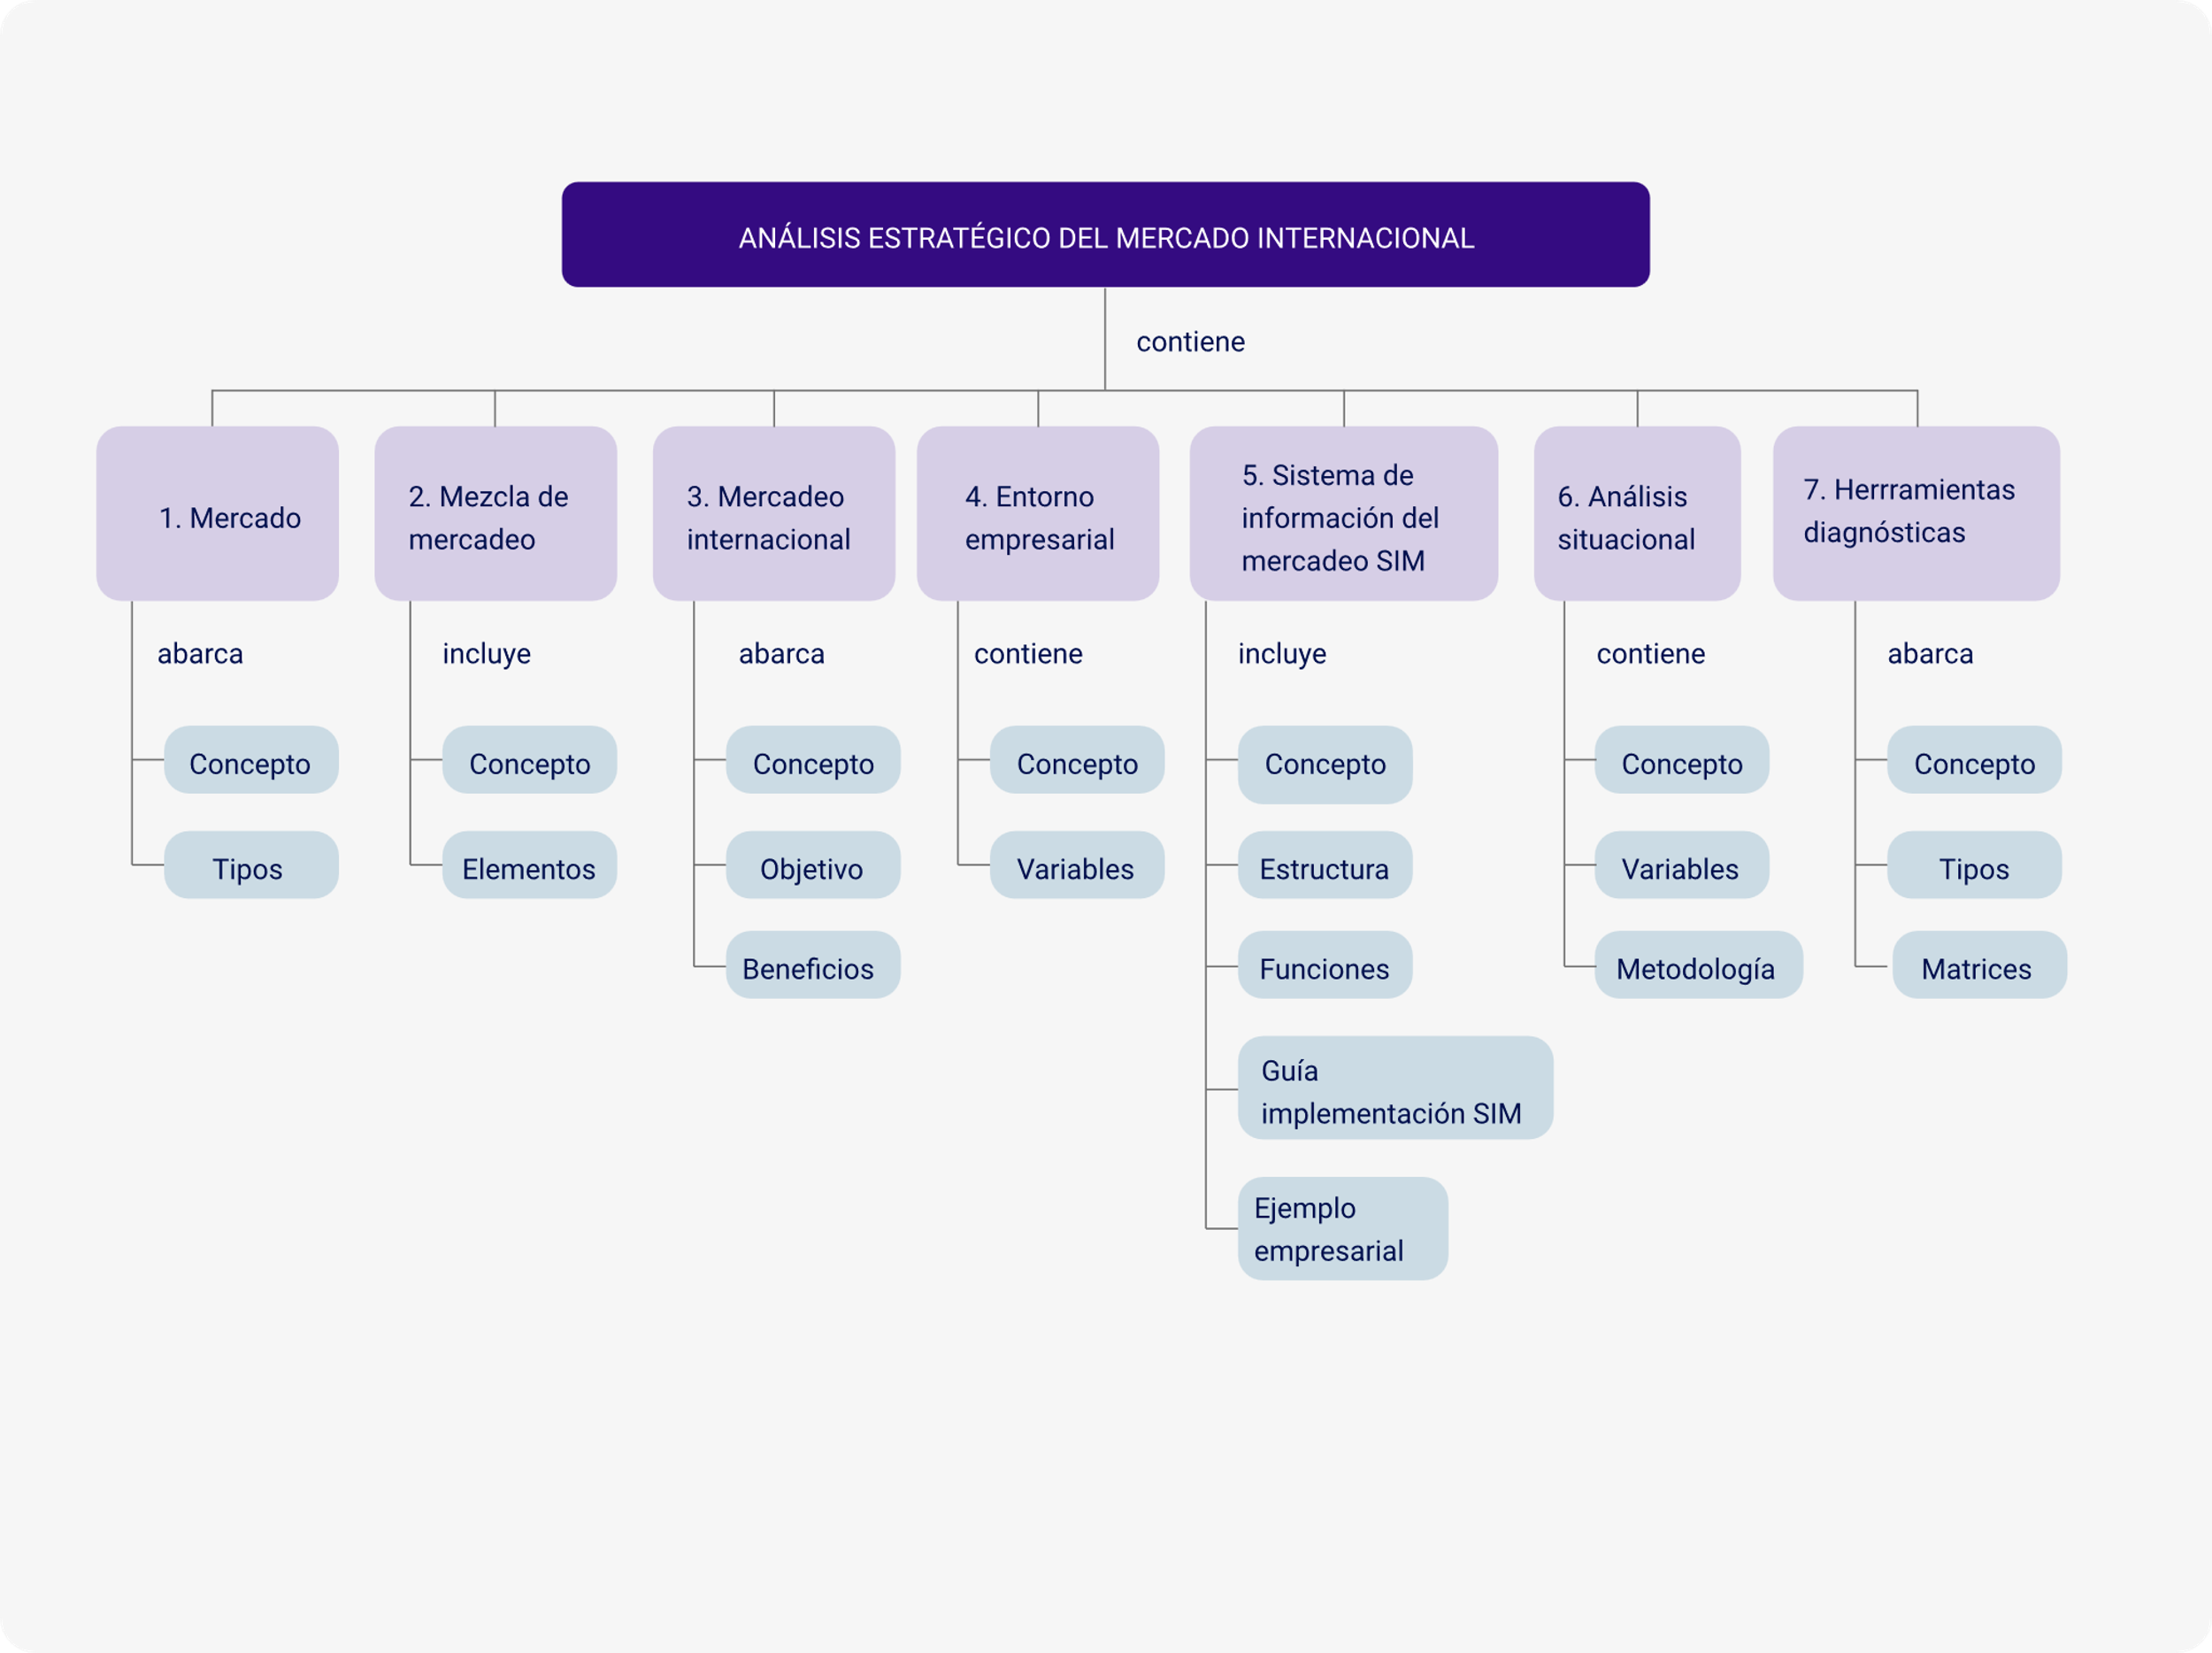 ANÁLISIS ESTRATÉGICO DEL MERCADO INTERNACIONAL
contiene
1. Mercado
abarca
Concepto
Tipos
2. Mezcla de
mercadeo
incluye
Concepto
Elementos
3. Mercadeo
internacional
abarca
Concepto
Objetivo
Beneficios
4. Entorno
empresarial
contiene
Concepto
Variables
5. Sistema de
información del
mercadeo SIM
incluye
Concepto
Estructura
Funciones
Guía
implementación SIM
Ejemplo
empresarial
6. Análisis
situacional
contiene
Concepto
Variables
Metodología
7. Herrramientas
diagnósticas
abarca
Concepto
Tipos
Matrices